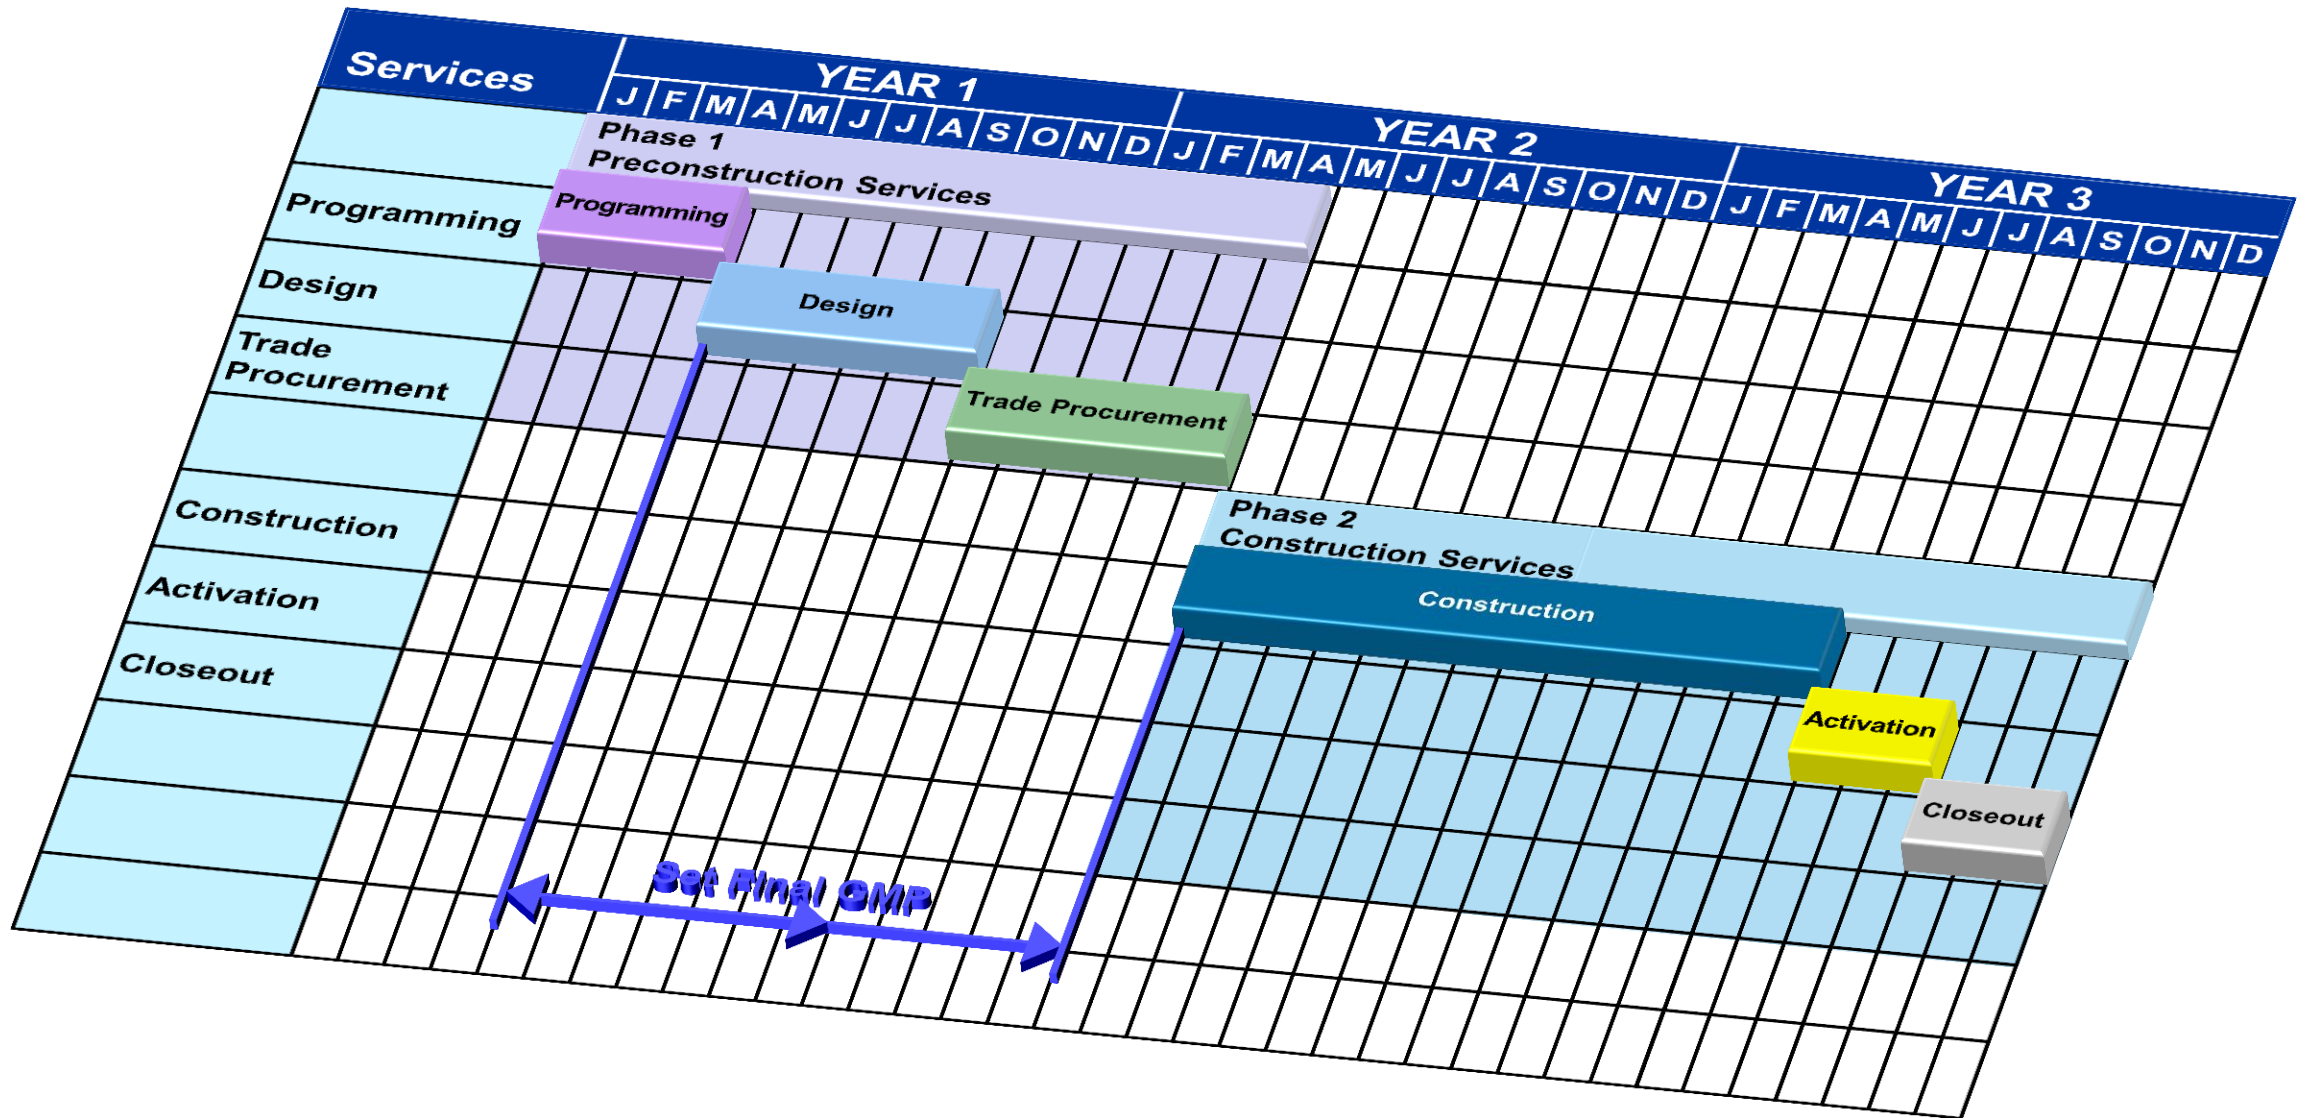 Services
YEAR 1
YEAR 2
YEAR 3
J F M A M J J A S O N D J F M A M J J A S O N D J F M A M J J A S O N D
Phase 1
Preconstruction Services
Programming
Programming
Design
Design
Trade
Procurement
Trade Procurement
Phase 2
Construction Services
Construction
Construction
Activation
Activation
Closeout
Closeout
Set Final GMP